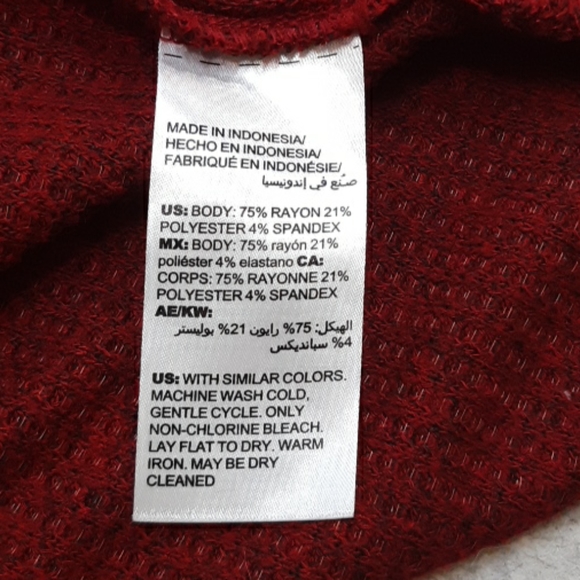 MADE IN INDONESIA/
HECHO EN INDONESIA/
FABRIQUÉ EN INDONÉSIE/
صنع في إندونيسيا
US: BODY: 75% RAYON 21%
POLYESTER 4% SPANDEX
MX: BODY: 75% rayón 21%
poliéster 4% elastano CA:
CORPS: 75% RAYONNE 21%
POLYESTER 4% SPANDEX
AE/KW:
الهيكل: 75% رايون 21% بوليستر
4% سباندیکس
US: WITH SIMILAR COLORS.
MACHINE WASH COLD,
GENTLE CYCLE. ONLY
NON-CHLORINE BLEACH.
LAY FLAT TO DRY. WARM
IRON. MAY BE DRY
CLEANED